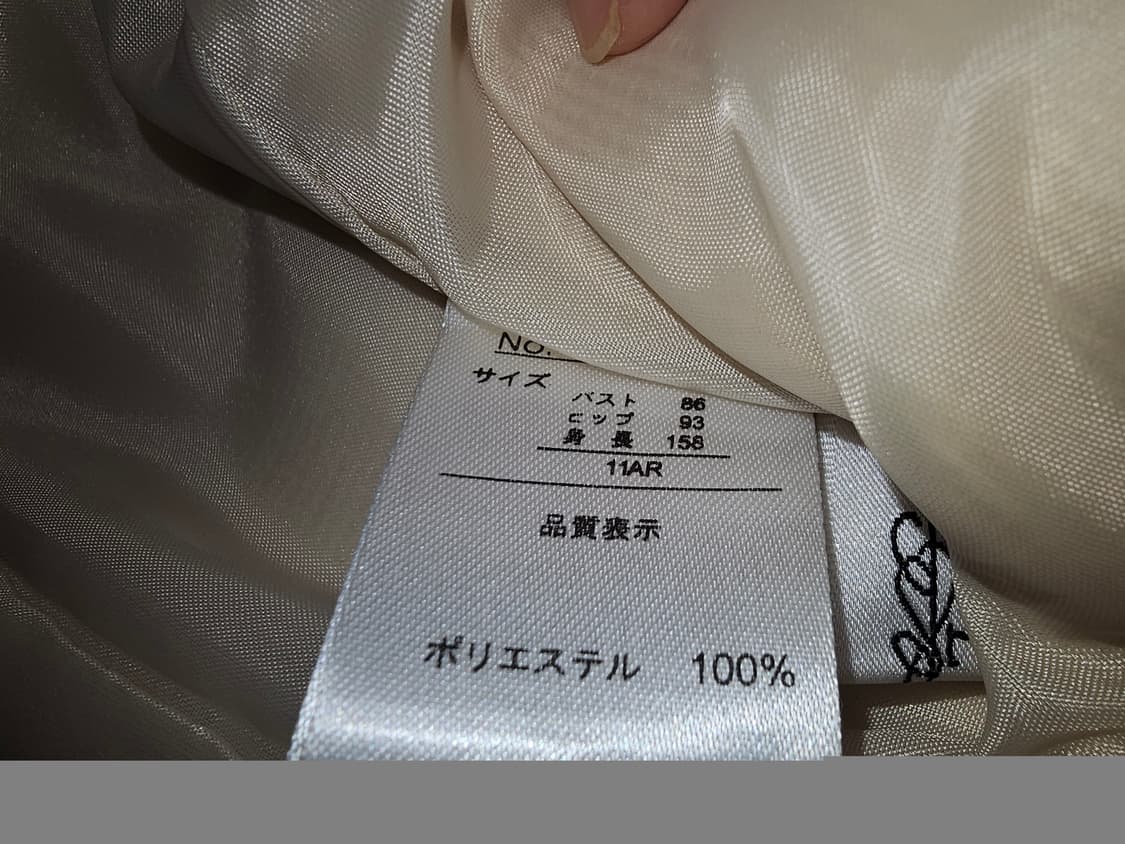 NO.
サイズ
バスト 86
ヒップ 93
身長 158
11AR
品質表示
ポリエステル 100%